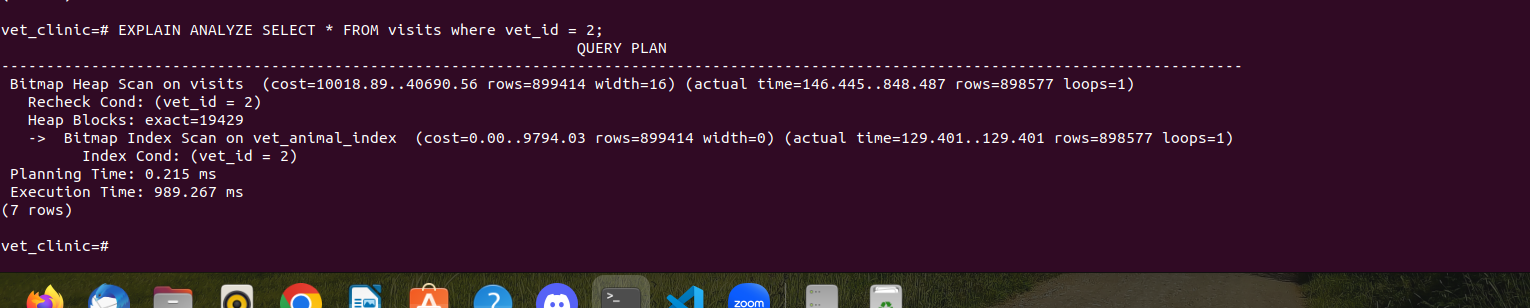 vet_clinic=# EXPLAIN ANALYZE SELECT * FROM visits where vet_id = 2;
QUERY PLAN
-----------------------------------------------------------------------------------------------------------------------------------------
Bitmap Heap Scan on visits  (cost=10018.89..40690.56 rows=899414 width=16) (actual time=146.445..848.487 rows=898577 loops=1)
Recheck Cond: (vet_id = 2)
Heap Blocks: exact=19429
->  Bitmap Index Scan on vet_animal_index  (cost=0.00..9794.03 rows=899414 width=0) (actual time=129.401..129.401 rows=898577 loops=1)
Index Cond: (vet_id = 2)
Planning Time: 0.215 ms
Execution Time: 989.267 ms
(7 rows)
vet_clinic=#
zoom